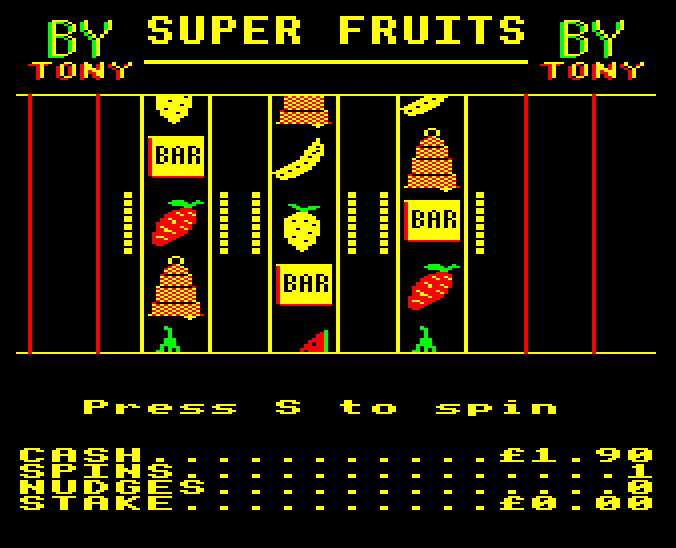 BY SUPER FRUITS BY
TONY TONY
BAR
BAR
BAR
Press S to spin
CASH...........£1.90
SPINS..............1
NUDGES.............0
STAKE..........£0.00